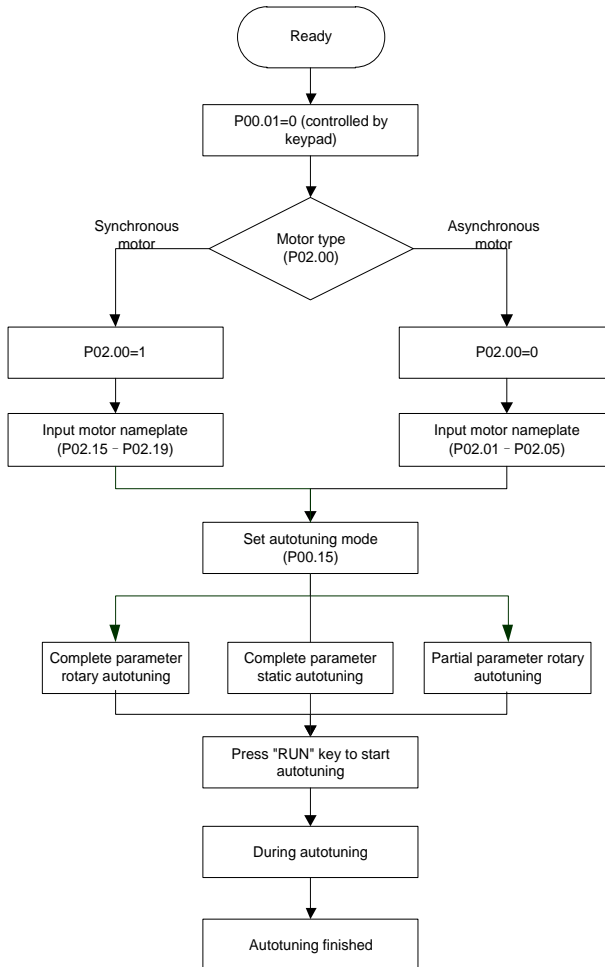 Ready
P00.01=0 (controlled by
keypad)
Synchronous
motor
Motor type
(P02.00)
Asynchronous
motor
P02.00=1
P02.00=0
Input motor nameplate
(P02.15–P02.19)
Input motor nameplate
(P02.01–P02.05)
Set autotuning mode
(P00.15)
Complete parameter
rotary autotuning
Complete parameter
static autotuning
Partial parameter rotary
autotuning
Press "RUN" key to start
autotuning
During autotuning
Autotuning finished